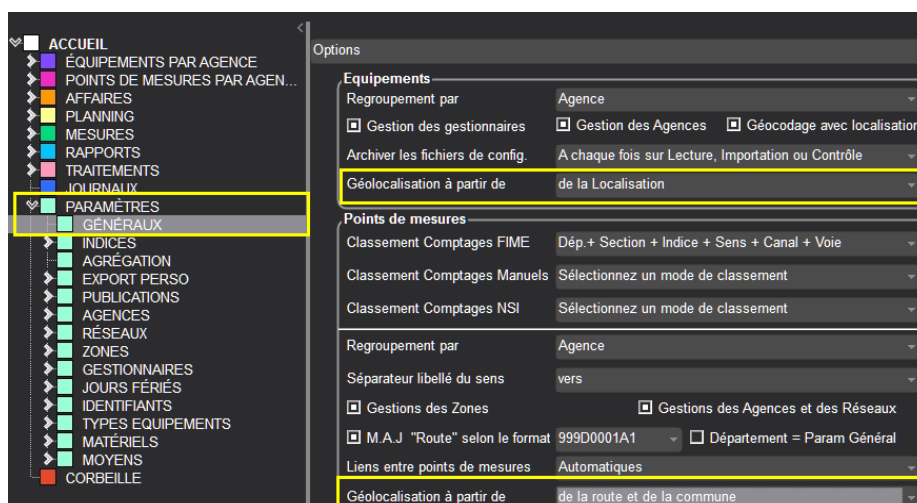 ACCUEIL
ÉQUIPEMENTS PAR AGENCE
POINTS DE MESURES PAR AGEN...
AFFAIRES
PLANNING
MESURES
RAPPORTS
TRAITEMENTS
JOURNAUX
PARAMÈTRES
GÉNÉRAUX
INDICES
AGRÉGATION
EXPORT PERSO
PUBLICATIONS
AGENCES
RÉSEAUX
ZONES
GESTIONNAIRES
JOURS FÉRIÉS
IDENTIFIANTS
TYPES EQUIPEMENTS
MATÉRIELS
MOYENS
CORBEILLE
Options
Equipements
Regroupement par Agence
Gestion des gestionnaires Gestion des Agences Géocodage avec localisation
Archiver les fichiers de config. A chaque fois sur Lecture, Importation ou Contrôle
Géolocalisation à partir de de la Localisation
Points de mesures
Classement Comptages FIME Dép.+ Section + Indice + Sens + Canal + Voie
Classement Comptages Manuels Sélectionnez un mode de classement
Classement Comptages NSI Sélectionnez un mode de classement
Regroupement par Agence
Séparateur libellé du sens vers
Gestions des Zones Gestions des Agences et des Réseaux
M.A.J "Route" selon le format 999D0001A1 Département = Param Général
Liens entre points de mesures Automatiques
Géolocalisation à partir de de la route et de la commune